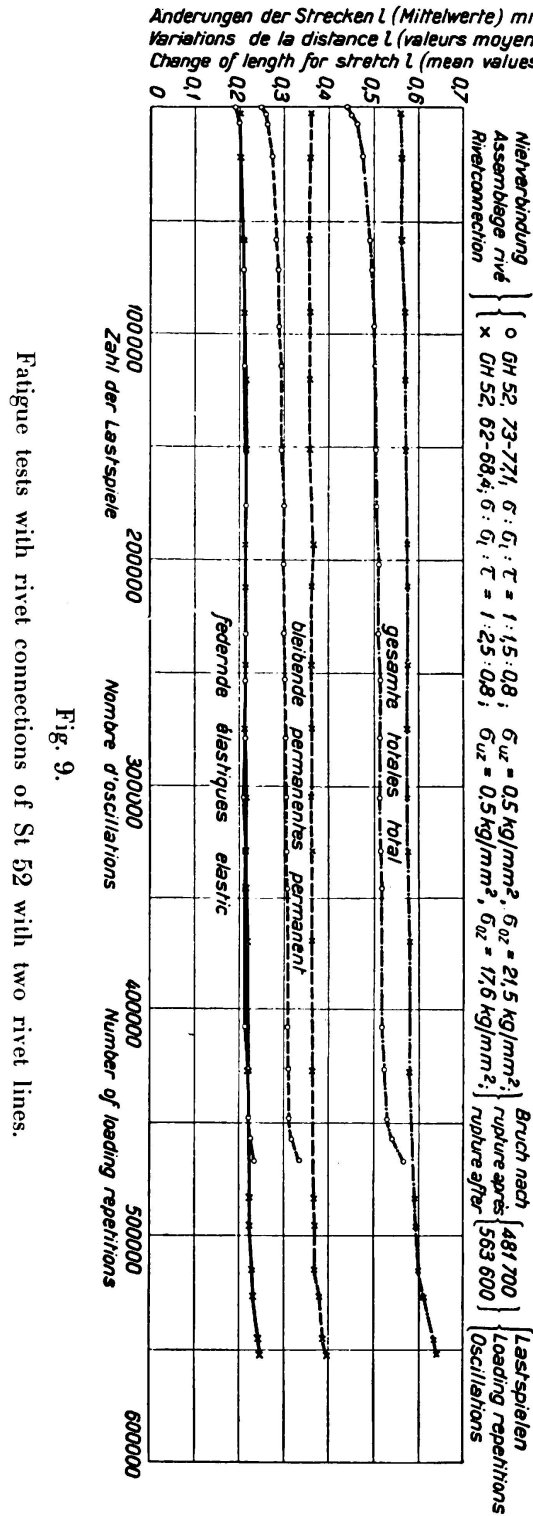 Änderungen der Strecken l (Mittelwerte) m
Variations de la distance l (valeurs moyen
Change of length for stretch l (mean values
Nietverbindung
Assemblage rivé
Rivetconnection
o GH 52, 73-77,1, σ : σl : τ = 1 : 1,5 : 0,8 ; σuz = 0,5 kg/mm², σoz = 21,5 kg/mm²;
x GH 52, 62-68,4; σ : σl : τ = 1 : 2,5 : 0,8 ; σuz = 0,5 kg/mm², σoz = 17,6 kg/mm²;
Bruch nach
rupture après
rupture after
481 700
563 600
Lastspielen
Loading repetitions
Oscillations
0,7
0,6
0,5
0,4
0,3
0,2
0,1
0
gesamte totales total
bleibende permanentes permanent
federnde élastiques elastic
100000
200000
300000
400000
500000
600000
Zahl der Lastspiele
Nombre d'oscillations
Number of loading repetitions
Fig. 9.
Fatigue tests with rivet connections of St 52 with two rivet lines.